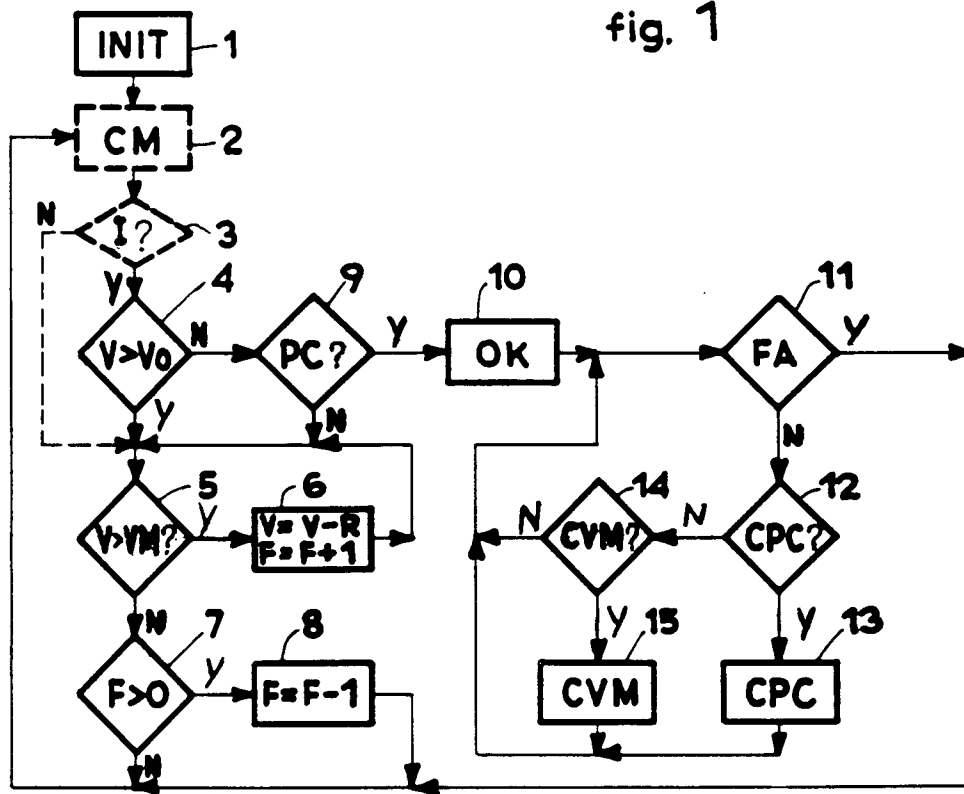 fig. 1
INIT 1
CM 2
N I? 3
Y 4 9 10 11
V>V0 N PC? Y OK FA Y
Y N N
5 6 14 12
V>VM? y V= V-R
F= F+1
N CVM? N CPC?
N 7 8 Y 15 Y 13
F>0 y F=F-1 CVM CPC
N